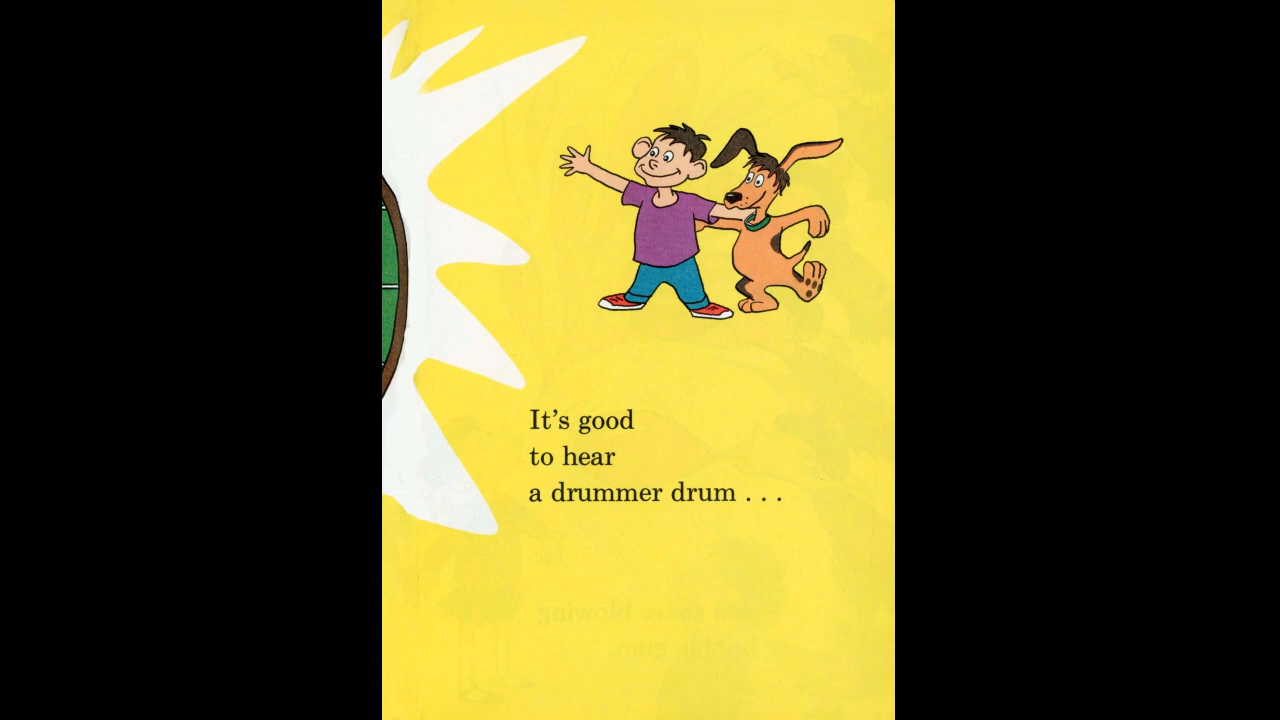 It's good
to hear
a drummer drum . . .